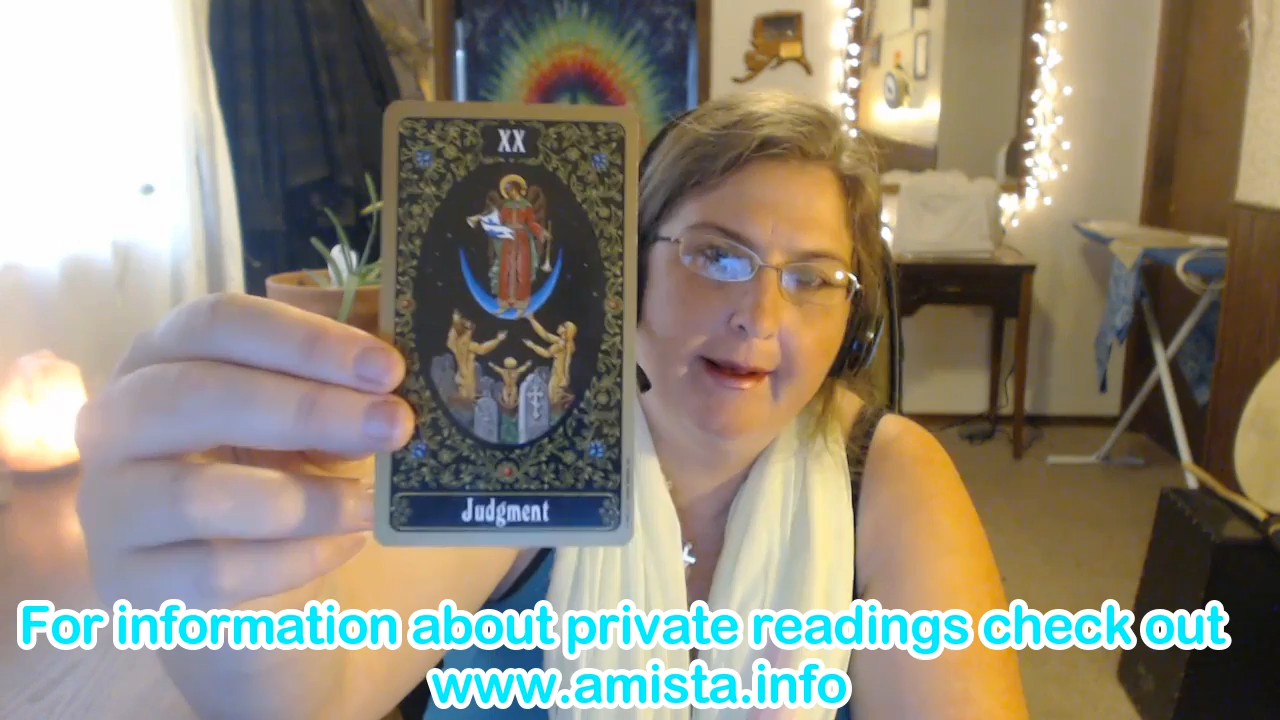 XX
Judgment
For information about private readings check out
www.amista.info